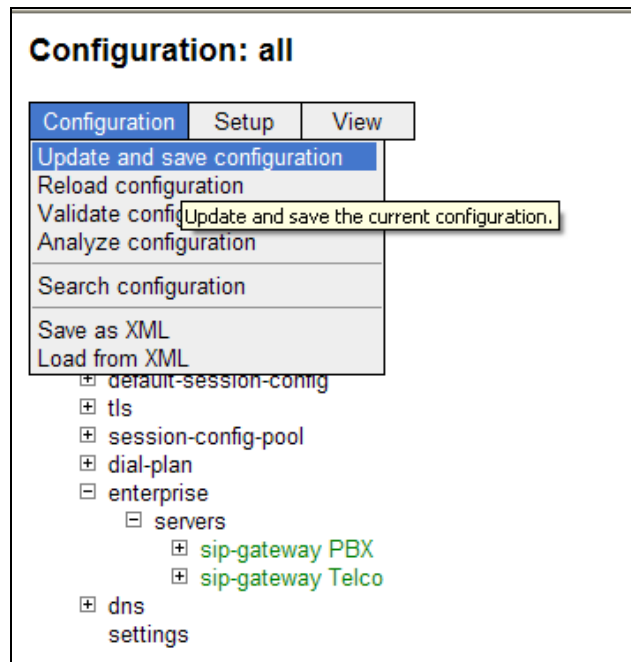 Configuration: all
Configuration Setup View
Update and save configuration
Reload configuration
Validate config
Update and save the current configuration.
Analyze configuration
Search configuration
Save as XML
Load from XML
default-session-config
tls
session-config-pool
dial-plan
enterprise
servers
sip-gateway PBX
sip-gateway Telco
dns
settings